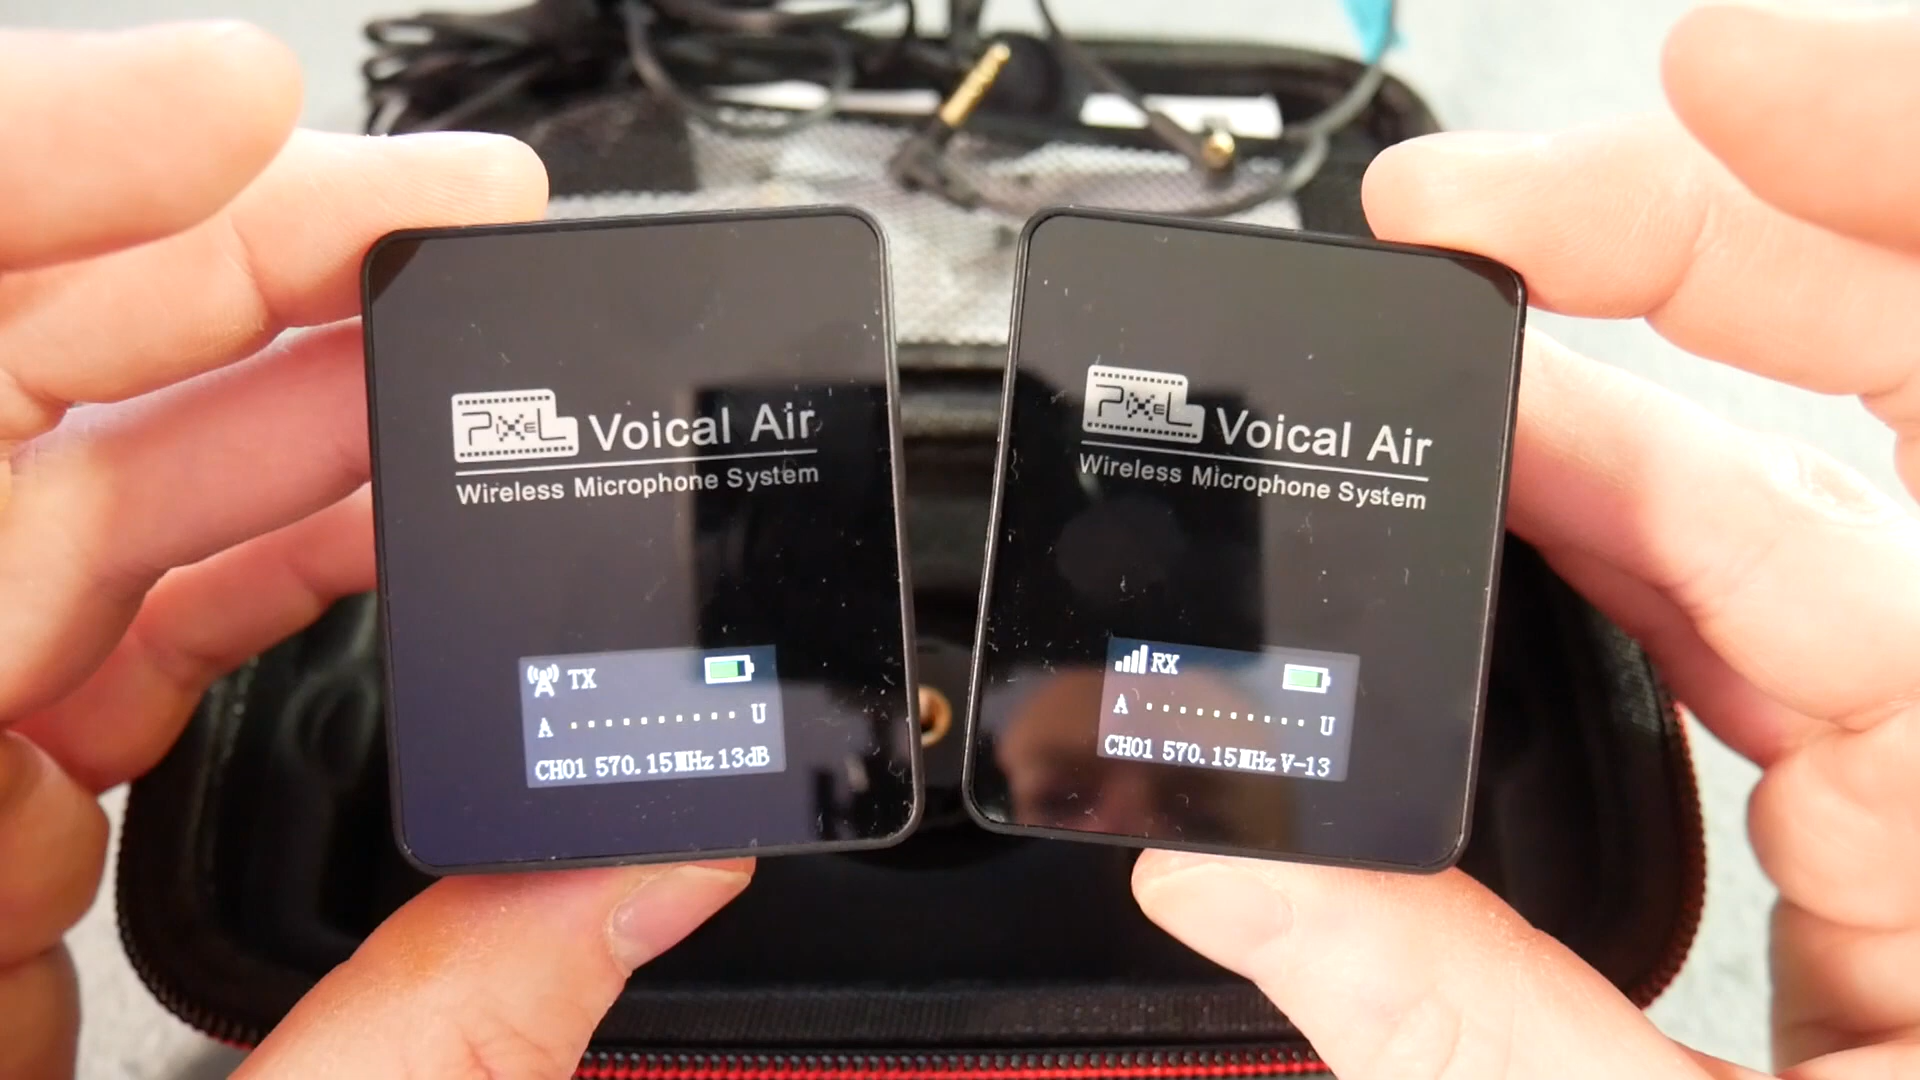 PIXEL Voical Air
Wireless Microphone System
TX
A .......... U
CH01 570.15MHz 13dB
PIXEL Voical Air
Wireless Microphone System
RX
A .......... U
CH01 570.15MHz V-13